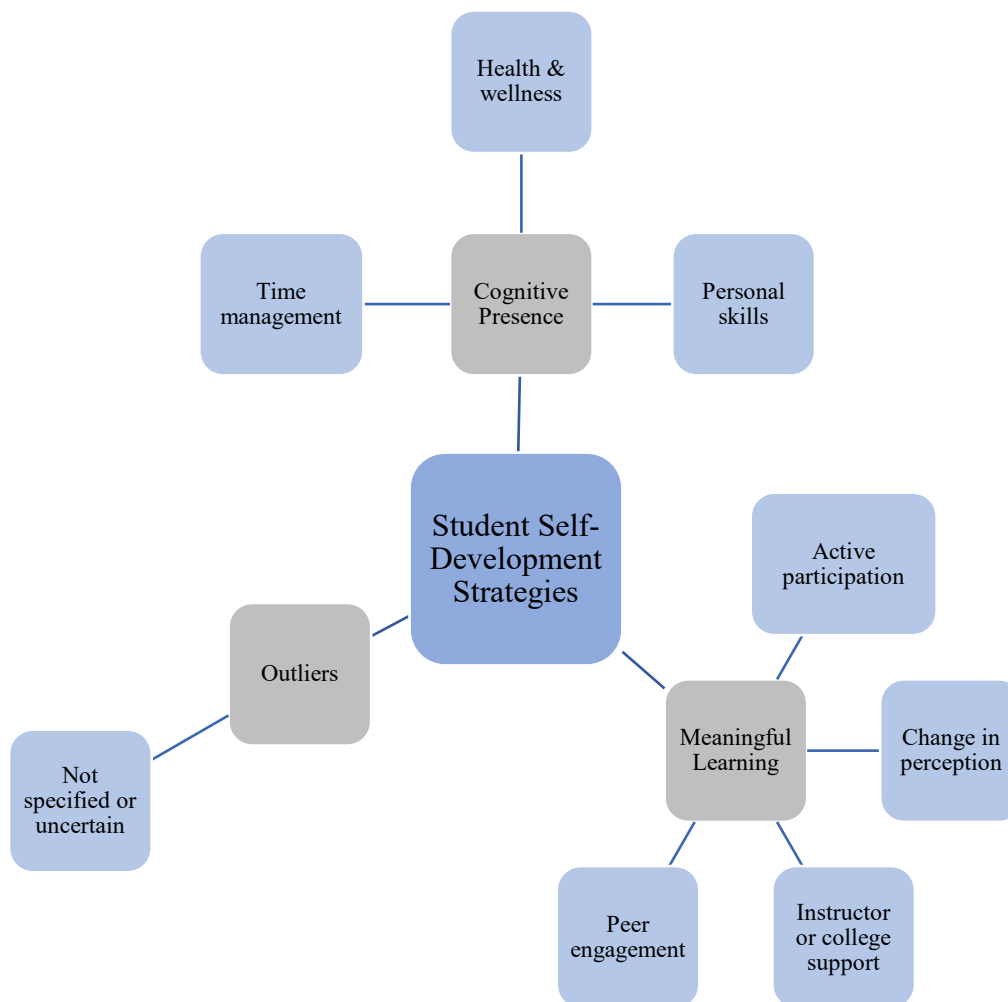 Health &
wellness
Time
management
Cognitive
Presence
Personal
skills
Student Self-
Development
Strategies
Active
participation
Outliers
Meaningful
Learning
Change in
perception
Not
specified or
uncertain
Peer
engagement
Instructor
or college
support